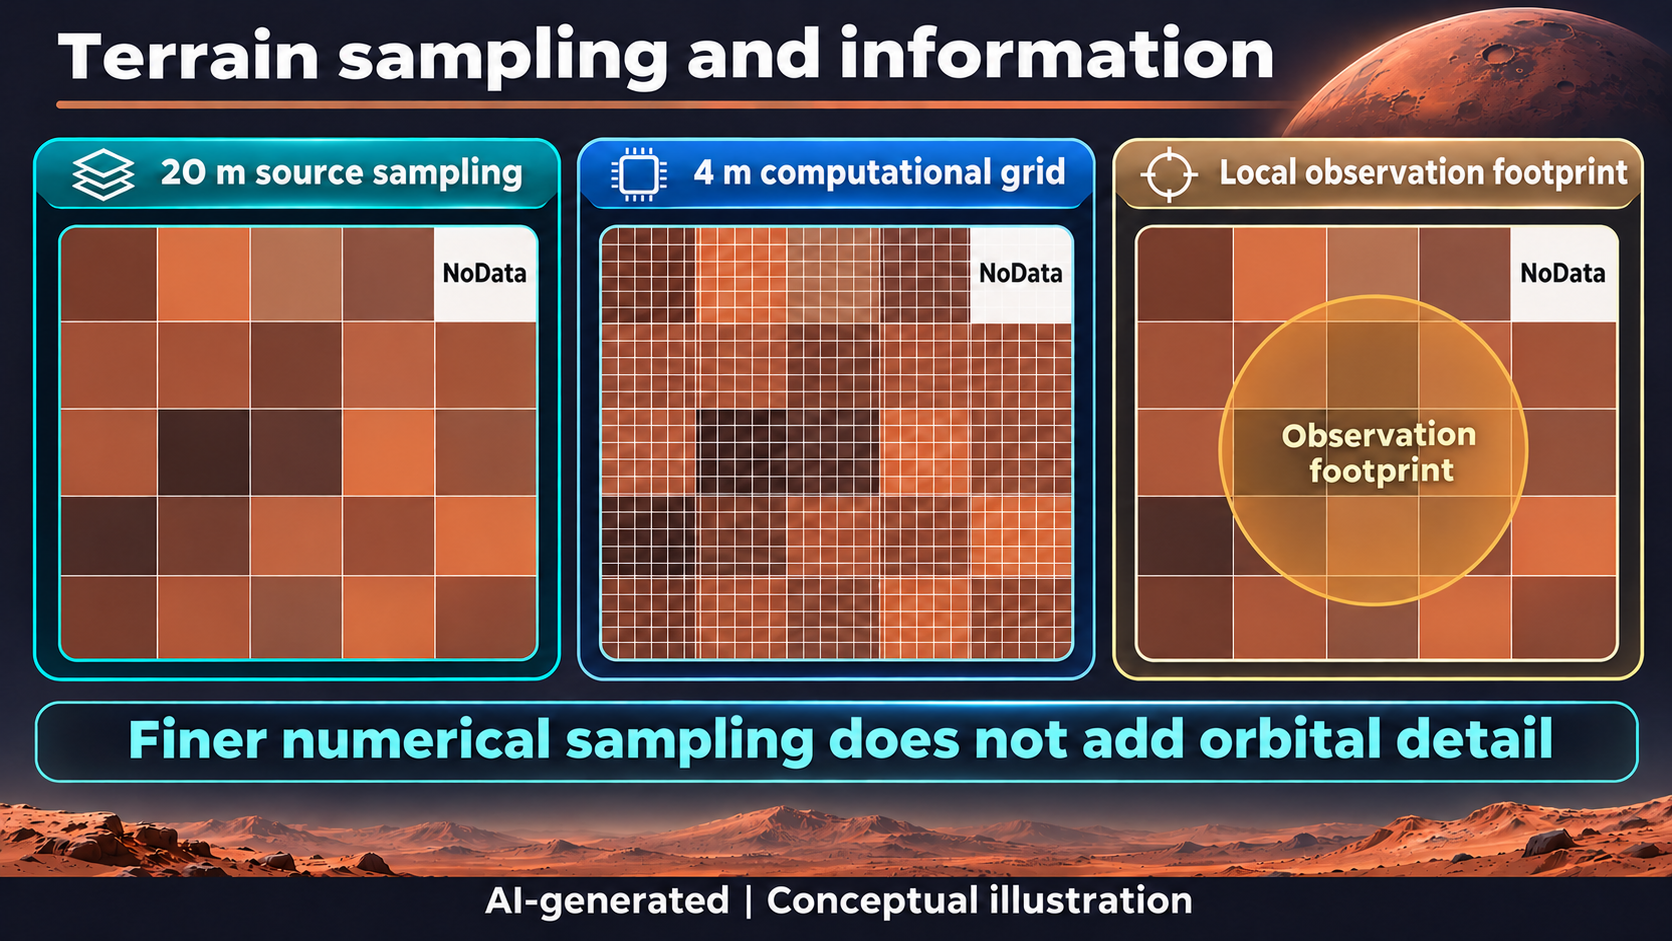 Terrain sampling and information
20 m source sampling
4 m computational grid
Local observation footprint
NoData
NoData
NoData
Observation
footprint
Finer numerical sampling does not add orbital detail
AI-generated | Conceptual illustration